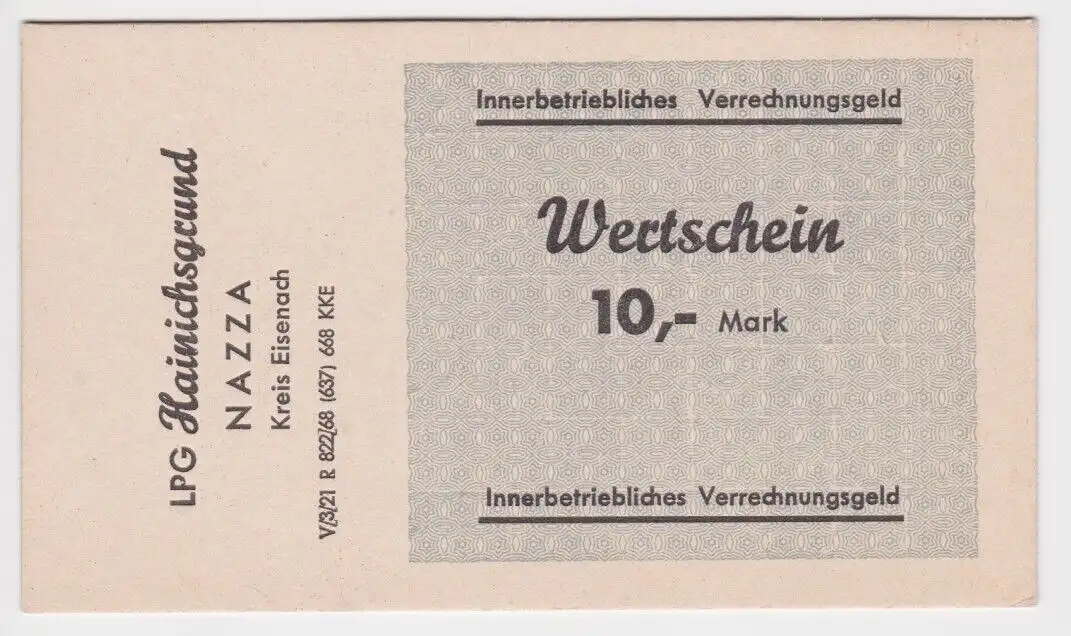 LPG Hainichsgrund
NAZZA
Kreis Eisenach
V/3/21 R 822/68 (637) 668 KKE
Innerbetriebliches Verrechnungsgeld
Wertschein
10,- Mark
Innerbetriebliches Verrechnungsgeld